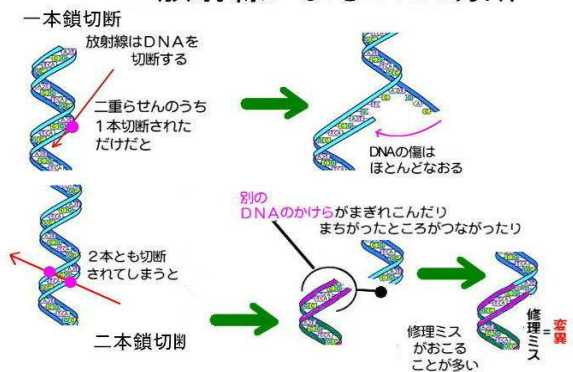 一本鎖切断
放射線はDNAを
切断する
二重らせんのうち
1本切断された
だけだと
DNAの傷は
ほとんどなおる
別の
DNAのかけらがまぎれこんだり
まちがったところがつながったり
2本とも切断
されてしまうと
二本鎖切断
修理ミス
がおこる
ことが多い
修理ミス=変異